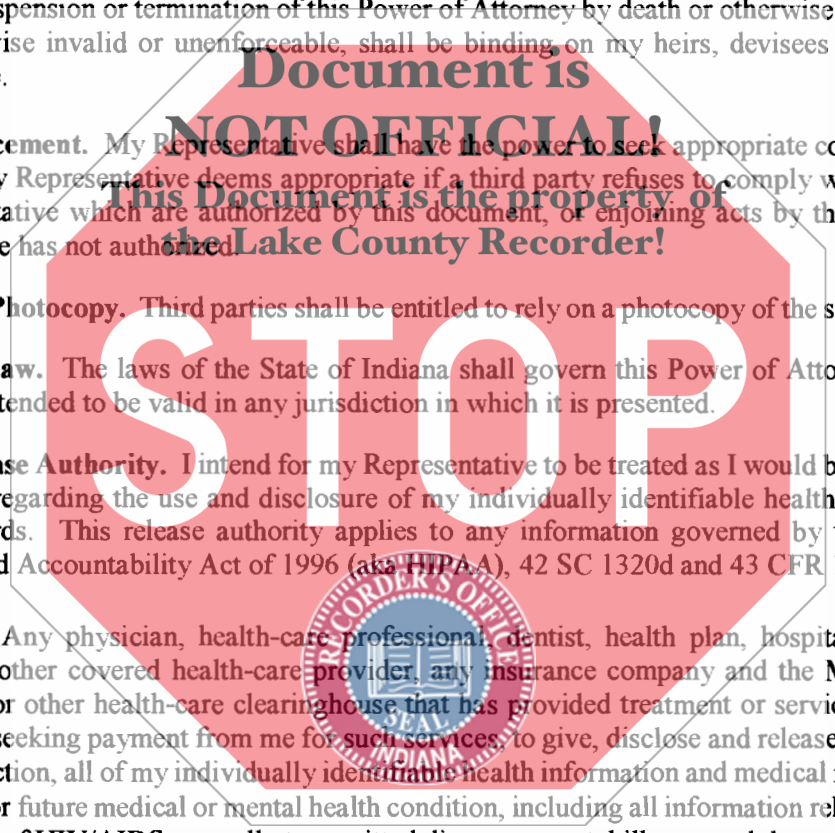 spension or termination of this Power of Attorney by death or otherwise
ise invalid or unenforceable, shall be binding on my heirs, devisees
Document is
NOT OFFICIAL!
cement. My Representative shall have the power to seek appropriate co
y Representative deems appropriate if a third party refuses to comply w
This Document is the property of
tative which are authorized by this document, or enjoining acts by th
the Lake County Recorder!
e has not authorized.
Photocopy. Third parties shall be entitled to rely on a photocopy of the s
STOP
aw. The laws of the State of Indiana shall govern this Power of Atto
tended to be valid in any jurisdiction in which it is presented.
ase Authority. I intend for my Representative to be treated as I would b
regarding the use and disclosure of my individually identifiable health
ds. This release authority applies to any information governed by
d Accountability Act of 1996 (aka HIPAA), 42 SC 1320d and 43 CFR
RECORDER'S OFFICE
SEAL
INDIANA
Any physician, health-care professional, dentist, health plan, hospita
other covered health-care provider, any insurance company and the M
or other health-care clearinghouse that has provided treatment or servic
seeking payment from me for such services, to give, disclose and release
ction, all of my individually identifiable health information and medical
r future medical or mental health condition, including all information rel